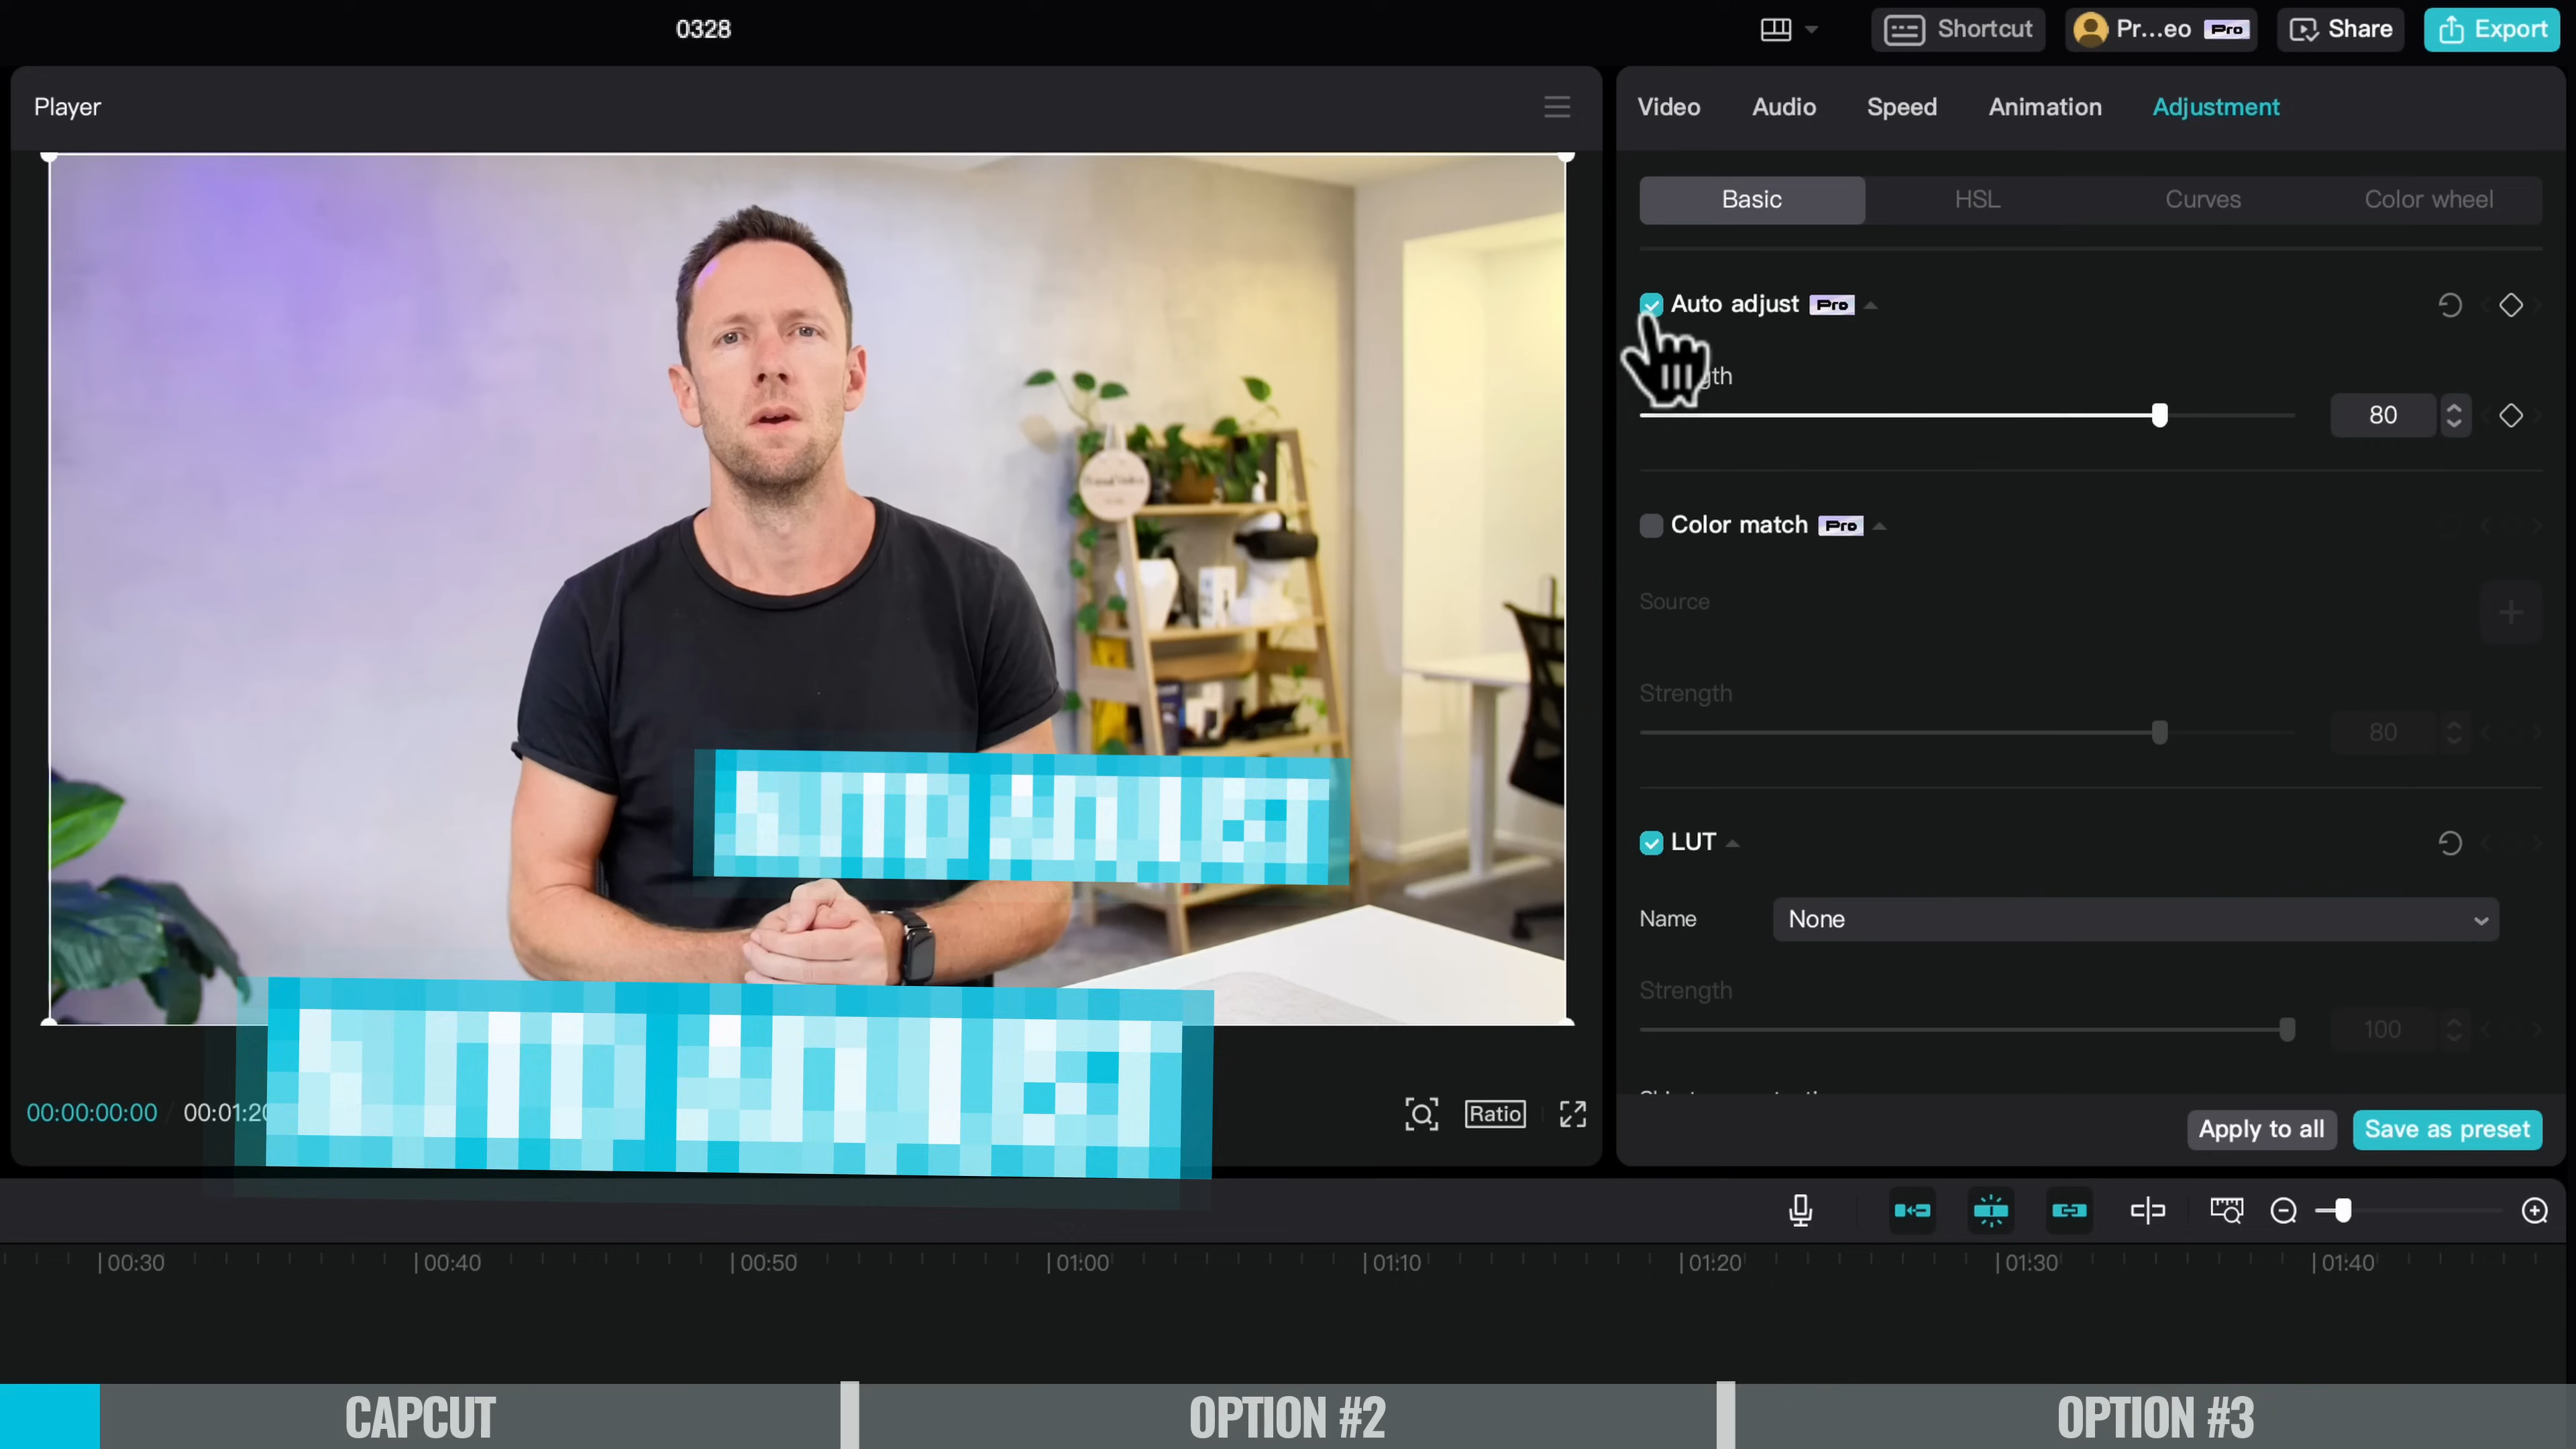 0328
Shortcut
Pr...eo Pro
Share
Export
Player
Video Audio Speed Animation Adjustment
Basic HSL Curves Color wheel
Auto adjust Pro
80
Color match Pro
Source
Strength
80
LUT
Name None
Strength
100
00:00:00:00 / 00:01:20
Ratio
Apply to all Save as preset
00:30 00:40 00:50 01:00 01:10 01:20 01:30 01:40
CAPCUT OPTION #2 OPTION #3